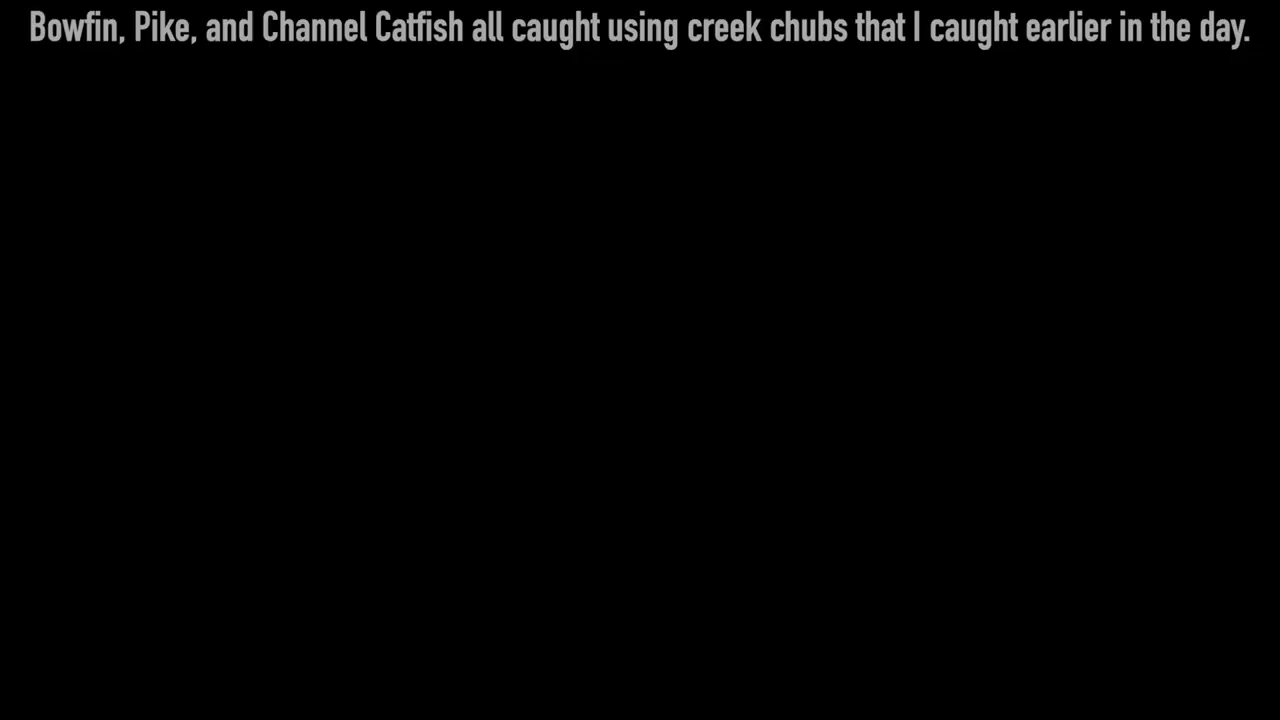 Bowfin, Pike, and Channel Catfish all caught using creek chubs that I caught earlier in the day.